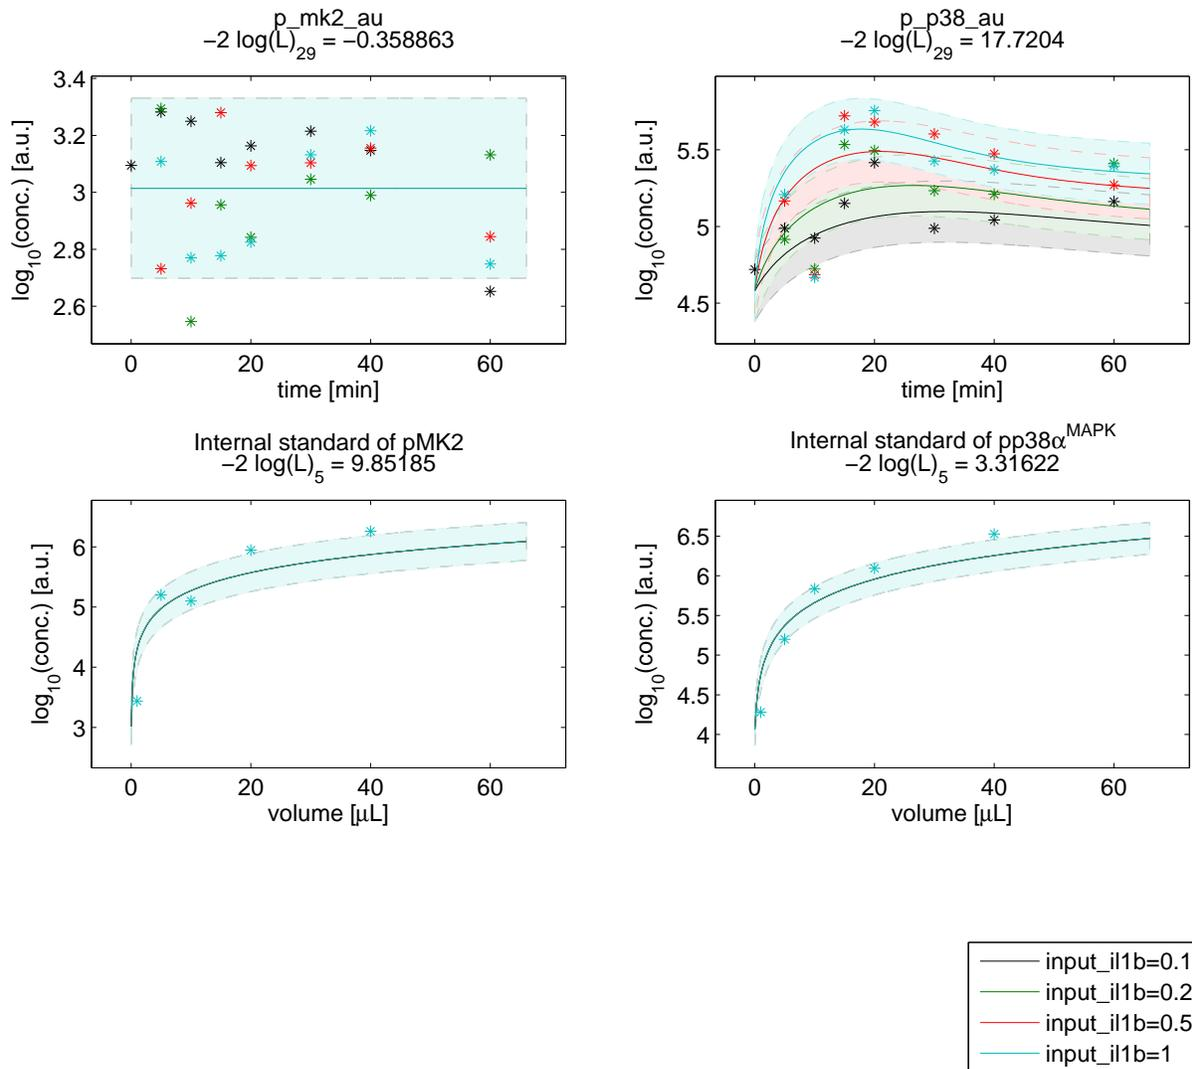 p_mk2_au
−2 log(L)29 = −0.358863
3.4
3.2
3
2.8
2.6
log10(conc.) [a.u.]
0 20 40 60
time [min]
p_p38_au
−2 log(L)29 = 17.7204
5.5
5
4.5
log10(conc.) [a.u.]
0 20 40 60
time [min]
Internal standard of pMK2
−2 log(L)5 = 9.85185
6
5
4
3
log10(conc.) [a.u.]
0 20 40 60
volume [μL]
Internal standard of pp38αMAPK
−2 log(L)5 = 3.31622
6.5
6
5.5
5
4.5
4
log10(conc.) [a.u.]
0 20 40 60
volume [μL]
input_il1b=0.1
input_il1b=0.2
input_il1b=0.5
input_il1b=1